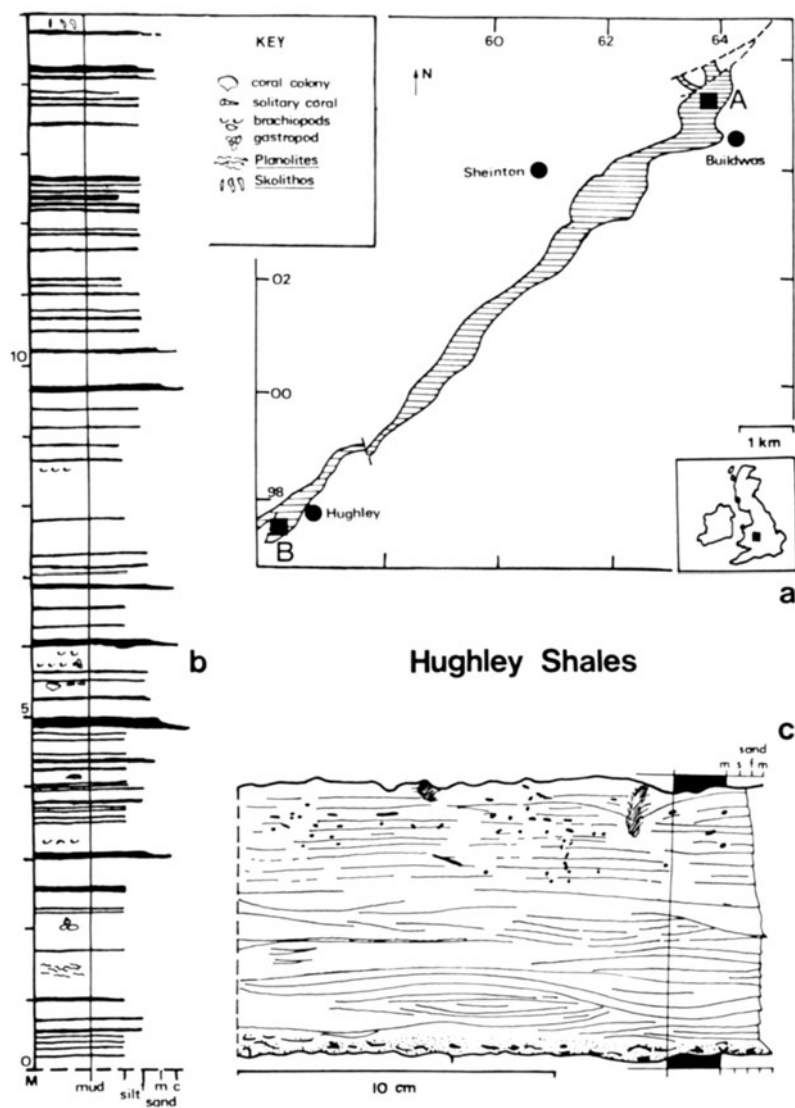 KEY
coral colony
solitary coral
brachiopods
gastropod
Planolites
Skolithos
60
62
64
N
A
Buildwas
Sheinton
02
00
98
Hughley
B
1 km
a
10
5
0
M
mud
silt
f m c
sand
b
Hughley Shales
c
sand
m s f m
10 cm